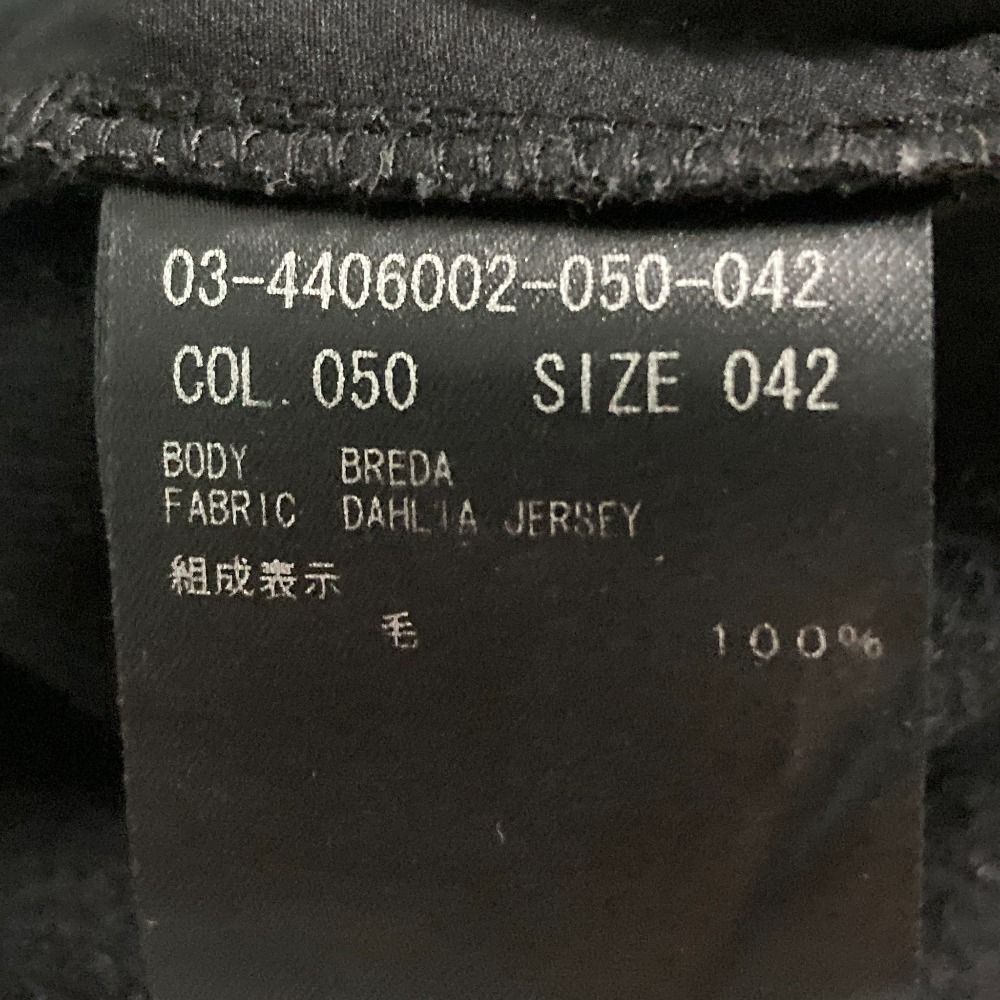 03-4406002-050-042
COL. 050 SIZE 042
BODY BREDA
FABRIC DAHLIA JERSEY
組成表示
毛 100%